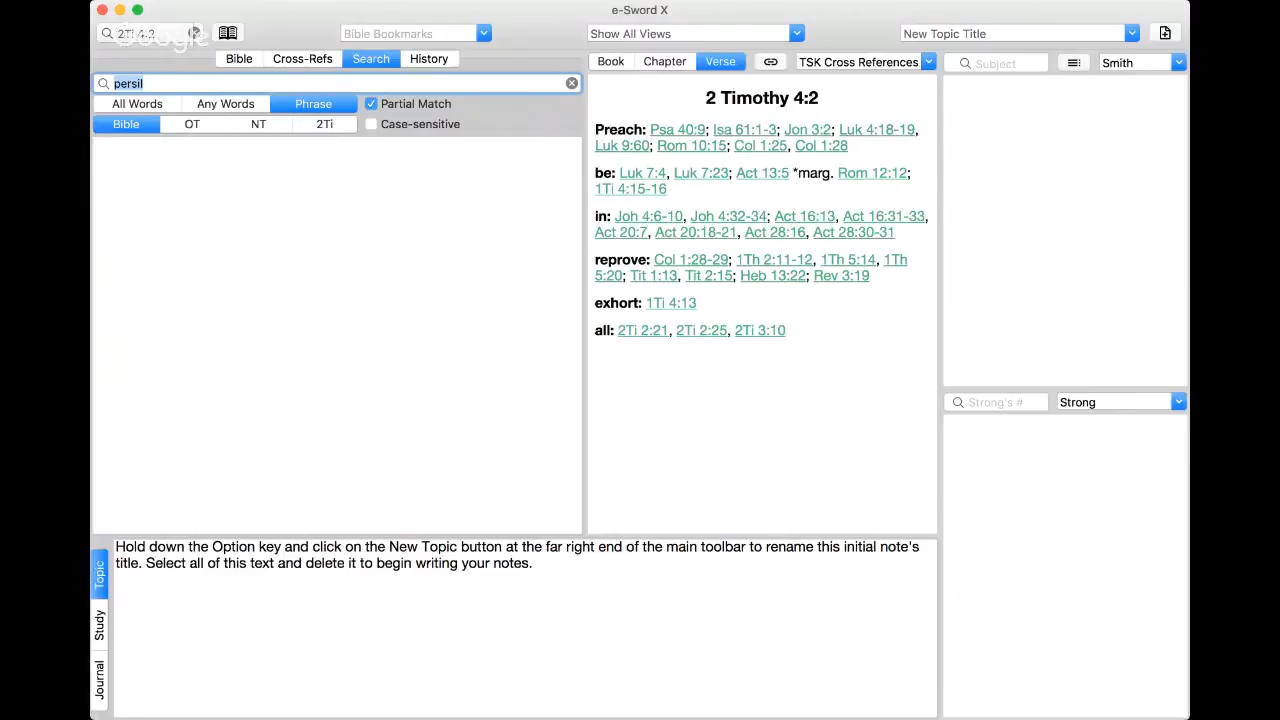 e-Sword X
2Ti 4:2
Google
Bible Bookmarks
Show All Views
New Topic Title
Bible Cross-Refs Search History
persil
All Words Any Words Phrase Partial Match
Bible OT NT 2Ti Case-sensitive
Book Chapter Verse TSK Cross References
2 Timothy 4:2
Preach: Psa 40:9; Isa 61:1-3; Jon 3:2; Luk 4:18-19,
Luk 9:60; Rom 10:15; Col 1:25, Col 1:28
be: Luk 7:4, Luk 7:23; Act 13:5 *marg. Rom 12:12;
1Ti 4:15-16
in: Joh 4:6-10, Joh 4:32-34; Act 16:13, Act 16:31-33,
Act 20:7, Act 20:18-21, Act 28:16, Act 28:30-31
reprove: Col 1:28-29; 1Th 2:11-12, 1Th 5:14, 1Th
5:20; Tit 1:13, Tit 2:15; Heb 13:22; Rev 3:19
exhort: 1Ti 4:13
all: 2Ti 2:21, 2Ti 2:25, 2Ti 3:10
Subject
Smith
Strong's #
Strong
Topic
Study
Journal
Hold down the Option key and click on the New Topic button at the far right end of the main toolbar to rename this initial note's
title. Select all of this text and delete it to begin writing your notes.